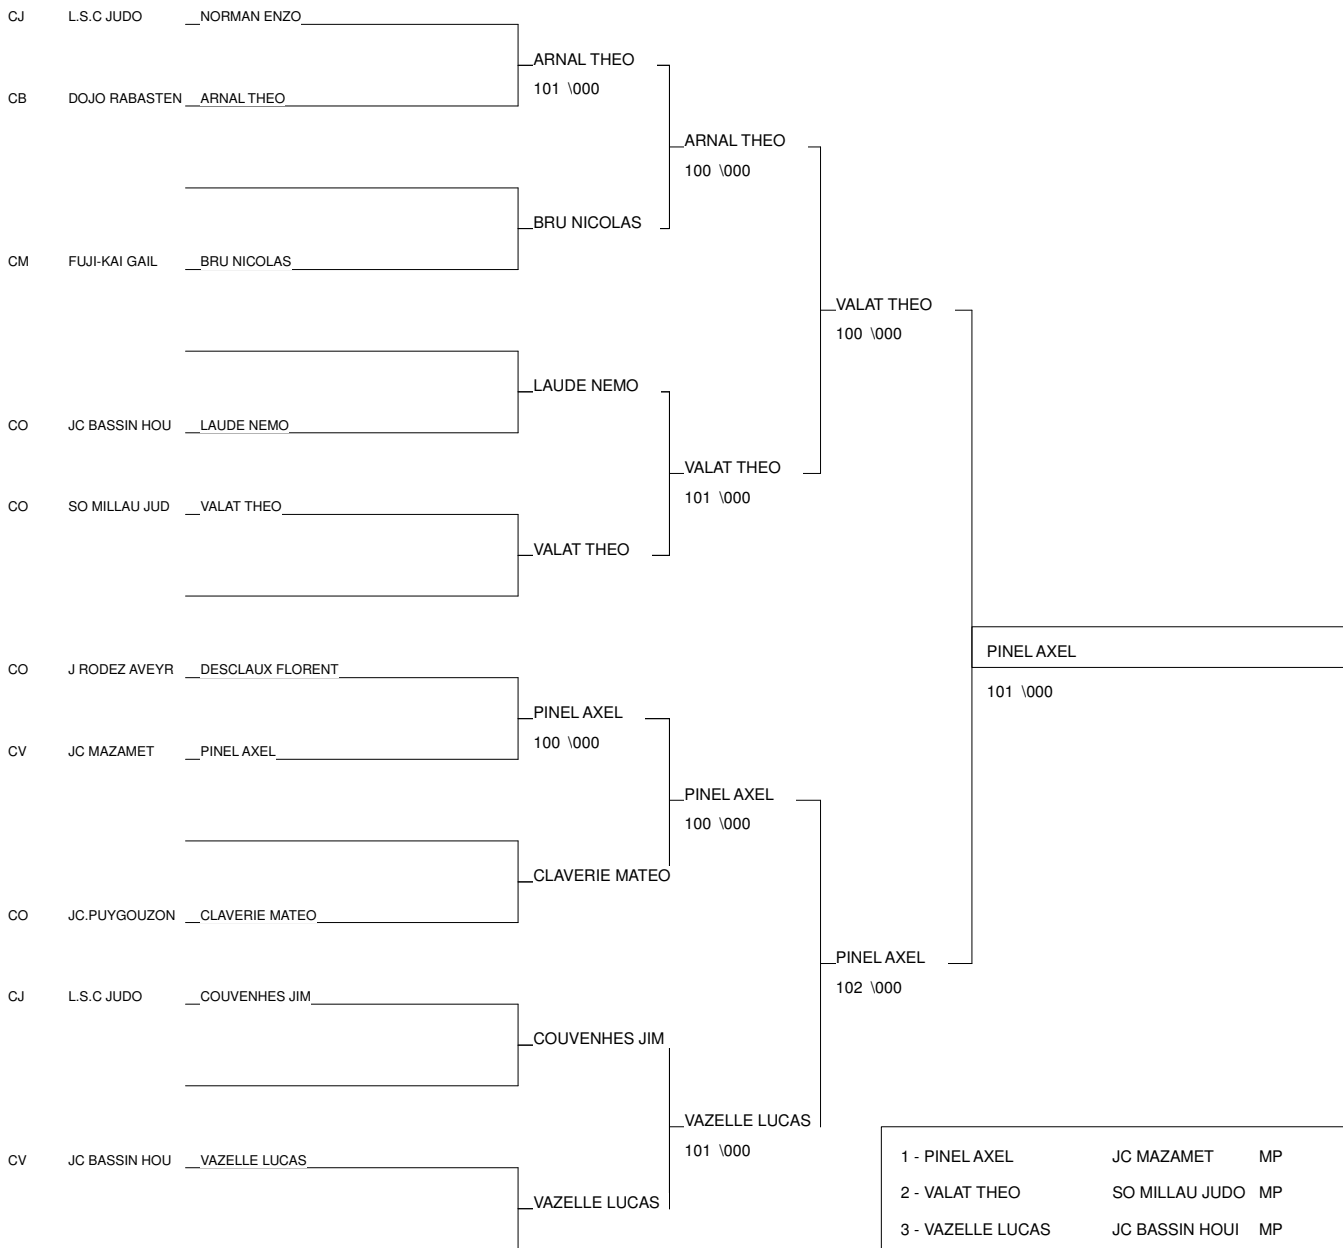 CJ L.S.C JUDO NORMAN ENZO
ARNAL THEO
101 \000
CB DOJO RABASTEN ARNAL THEO
ARNAL THEO
100 \000
BRU NICOLAS
CM FUJI-KAI GAIL BRU NICOLAS
VALAT THEO
100 \000
LAUDE NEMO
CO JC BASSIN HOU LAUDE NEMO
VALAT THEO
101 \000
CO SO MILLAU JUD VALAT THEO
VALAT THEO
PINEL AXEL
101 \000
CO J RODEZ AVEYR DESCLAUX FLORENT
PINEL AXEL
100 \000
CV JC MAZAMET PINEL AXEL
PINEL AXEL
100 \000
CLAVERIE MATEO
CO JC.PUYGOUZON CLAVERIE MATEO
PINEL AXEL
102 \000
CJ L.S.C JUDO COUVENHES JIM
COUVENHES JIM
VAZELLE LUCAS
101 \000
CV JC BASSIN HOU VAZELLE LUCAS
VAZELLE LUCAS
1 - PINEL AXEL JC MAZAMET MP
2 - VALAT THEO SO MILLAU JUDO MP
3 - VAZELLE LUCAS JC BASSIN HOUI MP